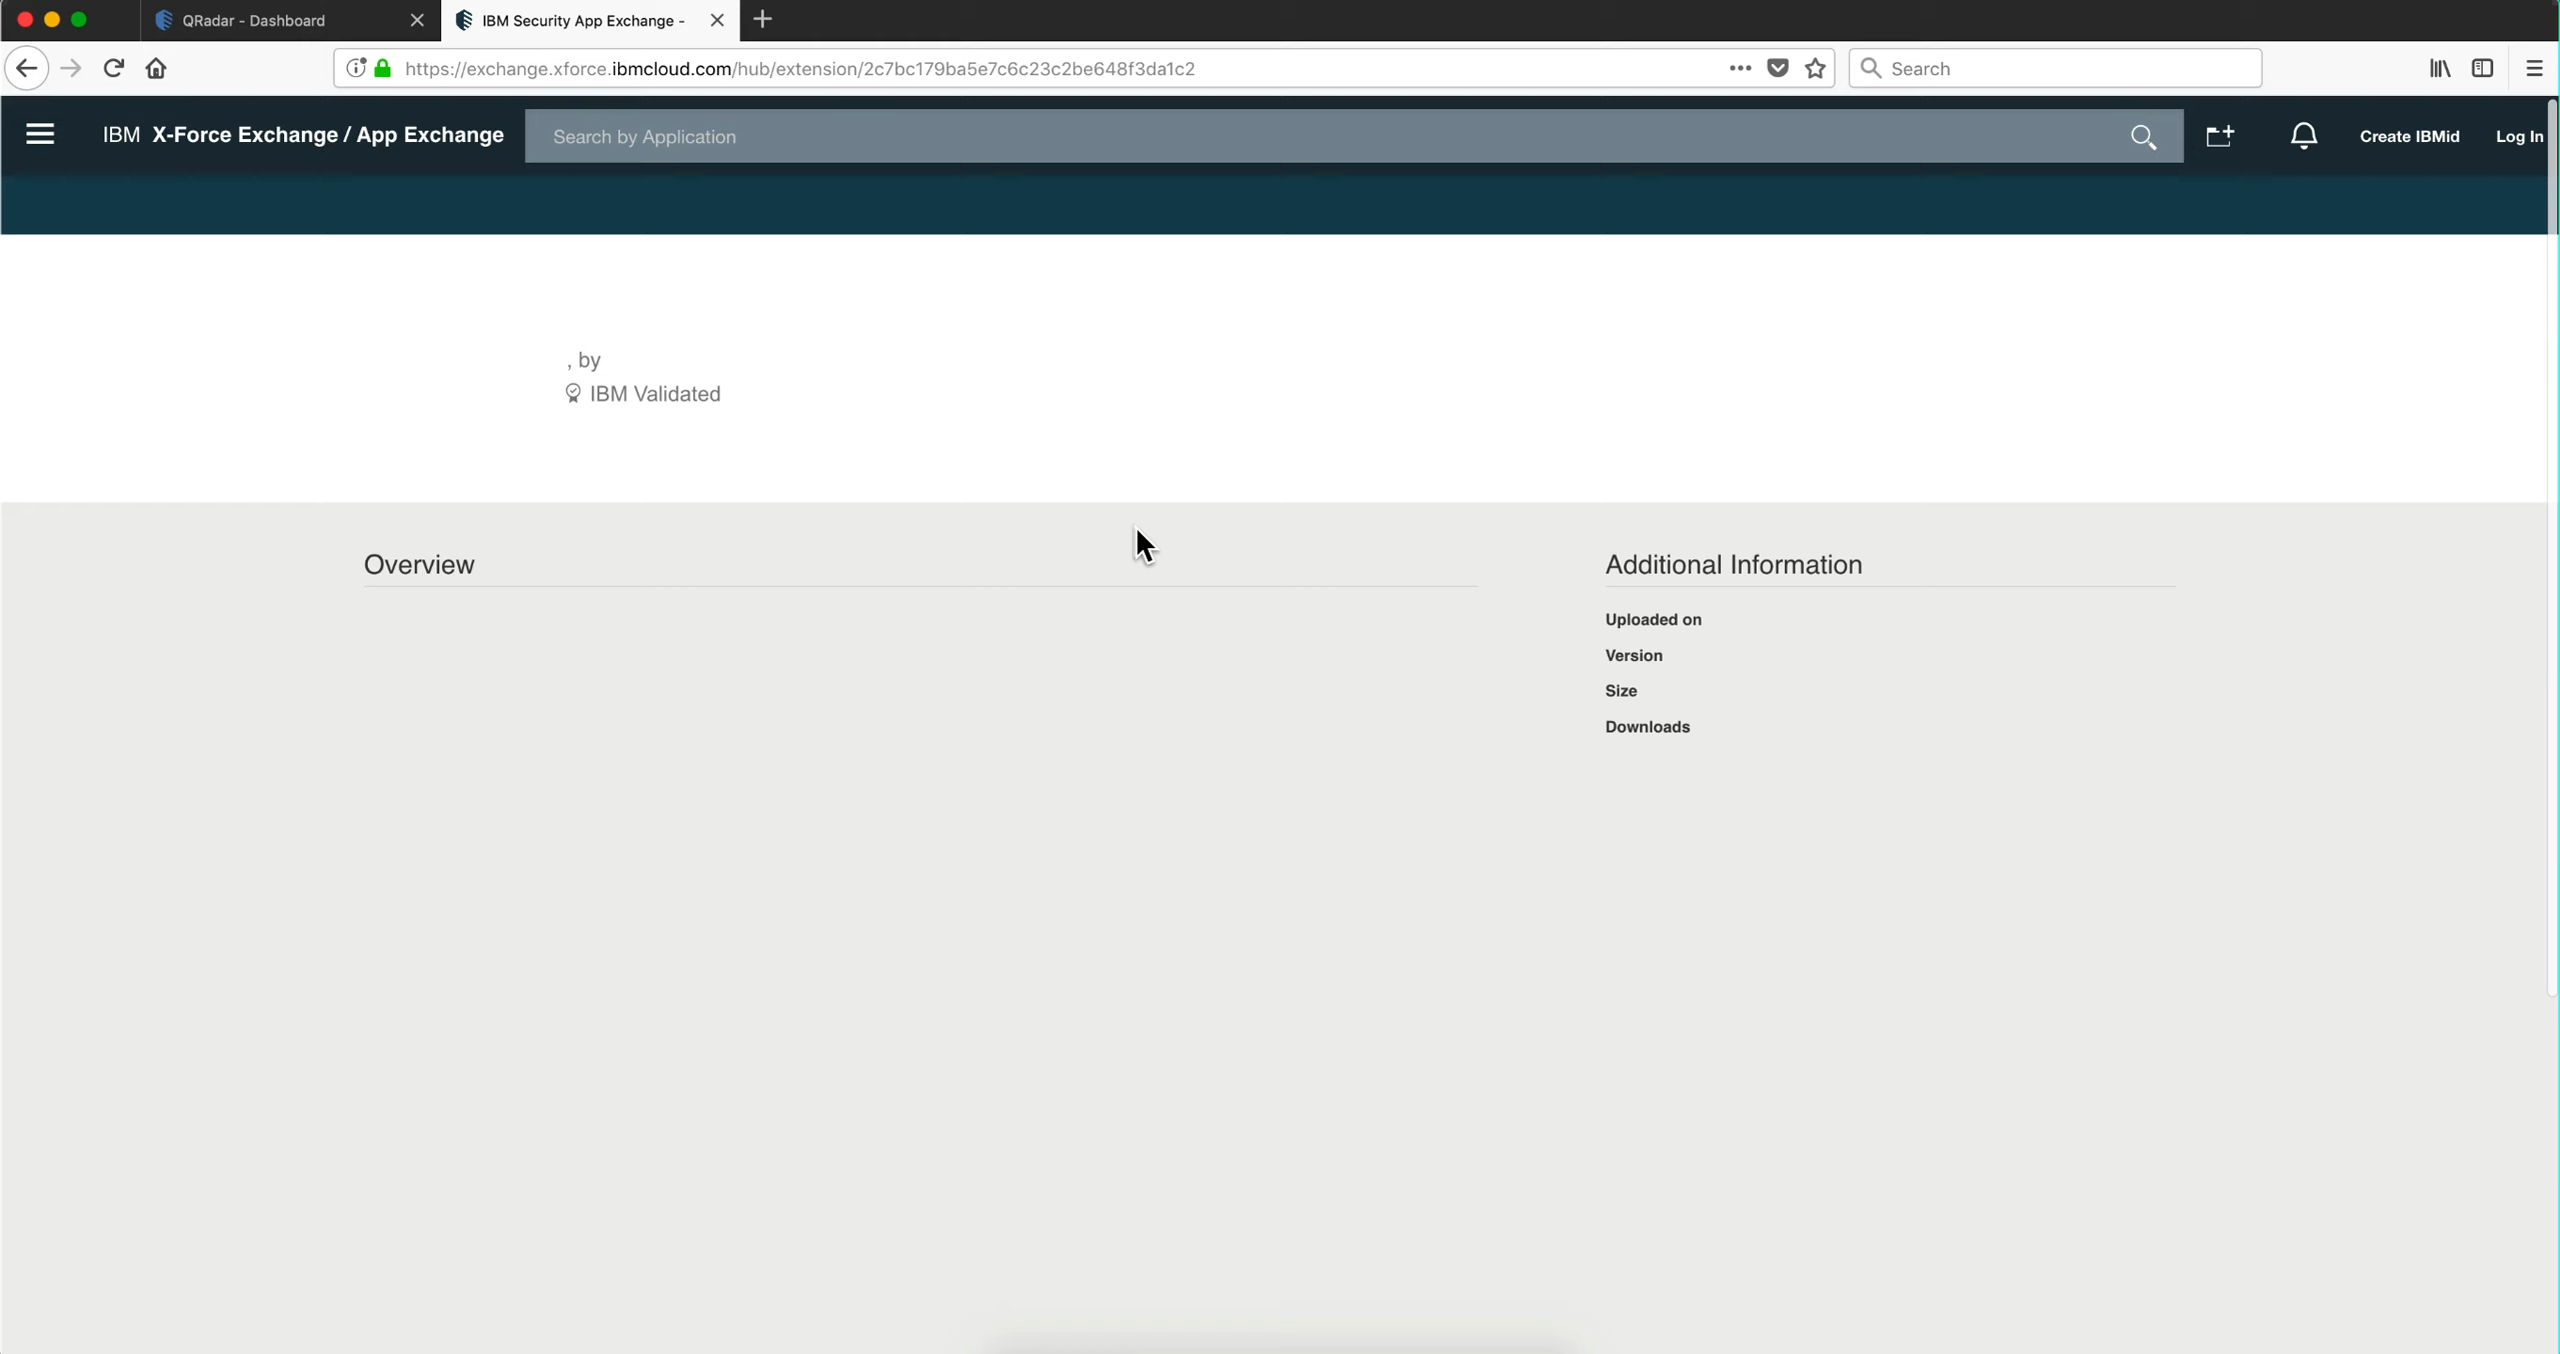 QRadar - Dashboard
IBM Security App Exchange -
https://exchange.xforce.ibmcloud.com/hub/extension/2c7bc179ba5e7c6c23c2be648f3da1c2
Search
IBM X-Force Exchange / App Exchange
Search by Application
Create IBMid
Log In
, by
IBM Validated
Overview
Additional Information
Uploaded on
Version
Size
Downloads